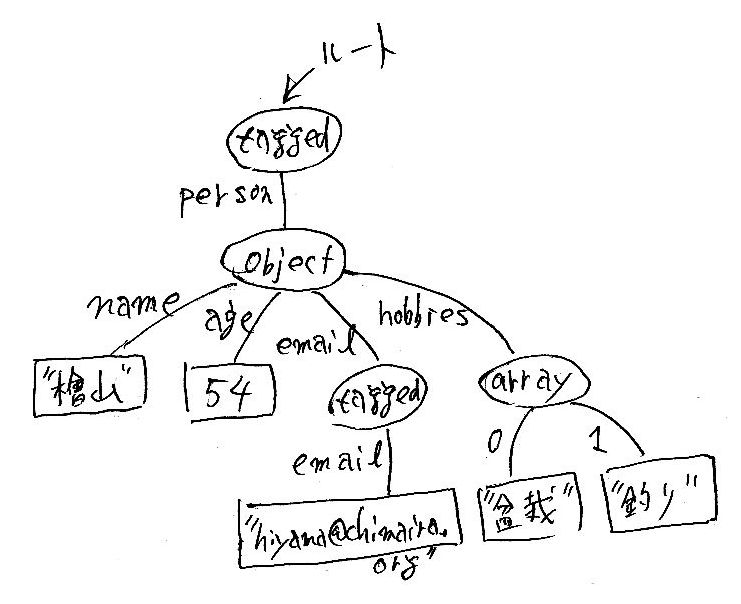 ルート
tagged
person
object
name
age
email
hobbies
"檜山"
54
tagged
array
email
0
1
"hiyama@chimaira.
org"
"盆栽"
"釣り"